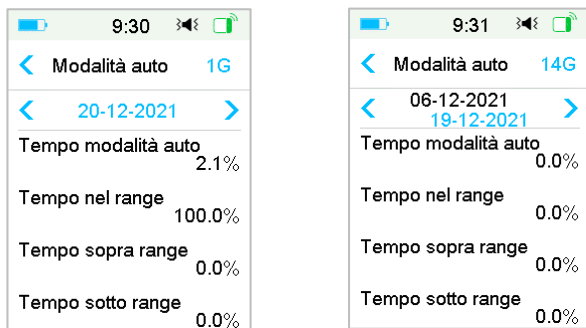 9:30
Modalità auto 1G
20-12-2021
Tempo modalità auto
2.1%
Tempo nel range
100.0%
Tempo sopra range
0.0%
Tempo sotto range
0.0%
9:31
Modalità auto 14G
06-12-2021
19-12-2021
Tempo modalità auto
0.0%
Tempo nel range
0.0%
Tempo sopra range
0.0%
Tempo sotto range
0.0%